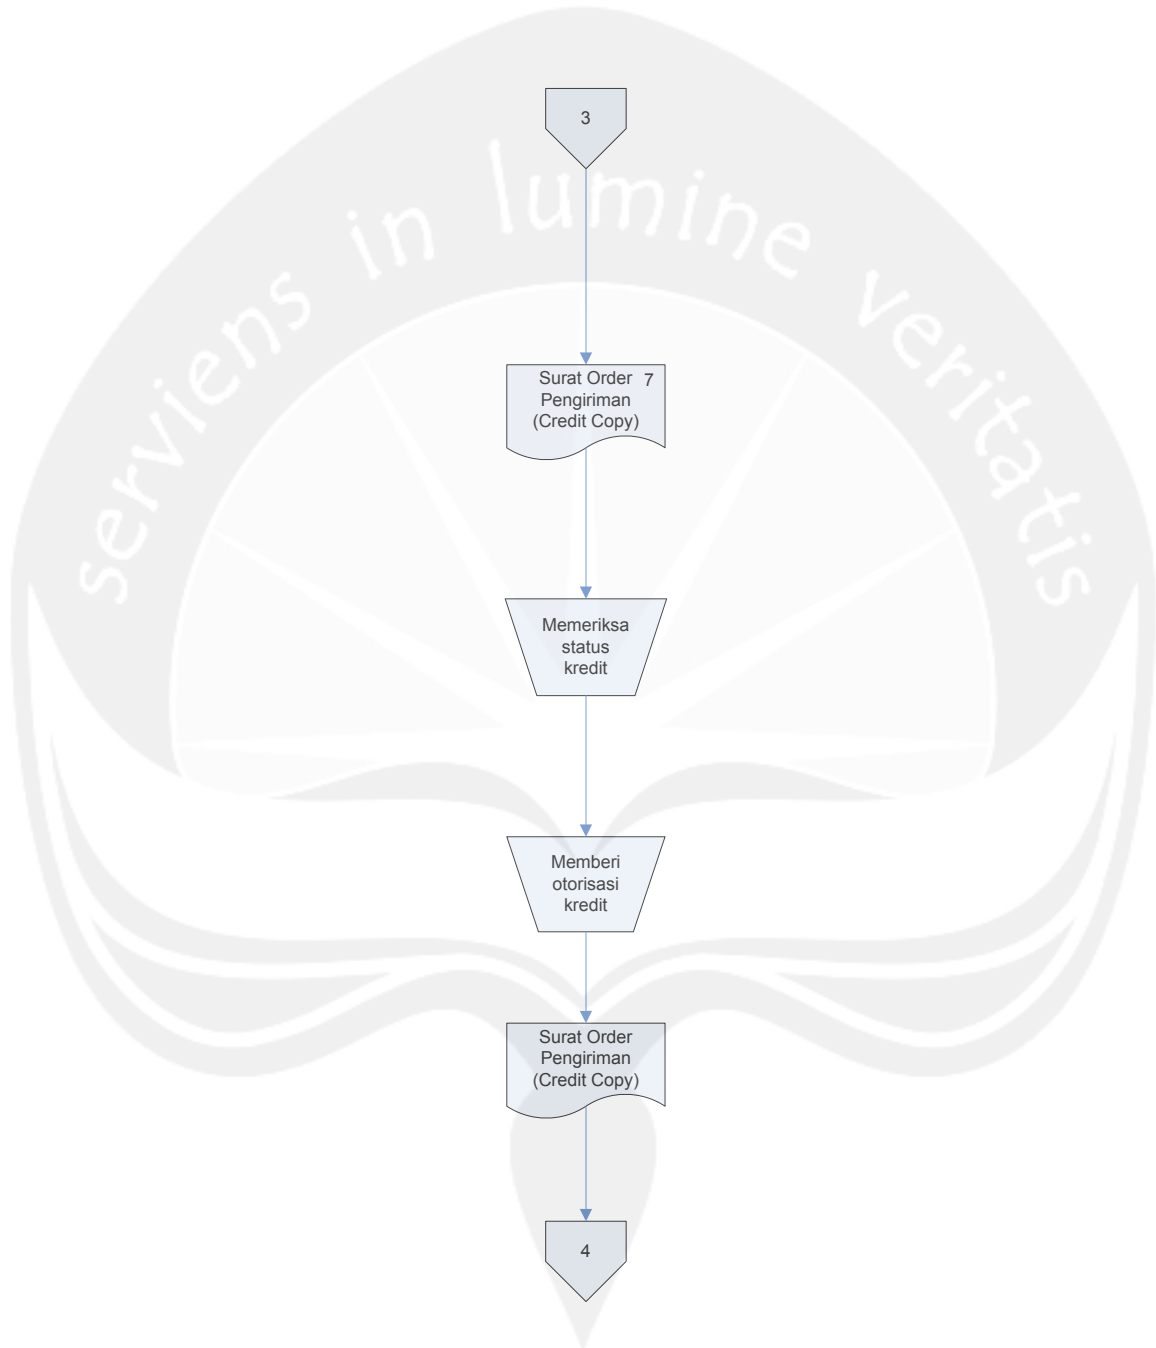 3
serviens in lumine veritatis
Surat Order 7
Pengiriman
(Credit Copy)
Memeriksa
status
kredit
Memberi
otorisasi
kredit
Surat Order
Pengiriman
(Credit Copy)
4